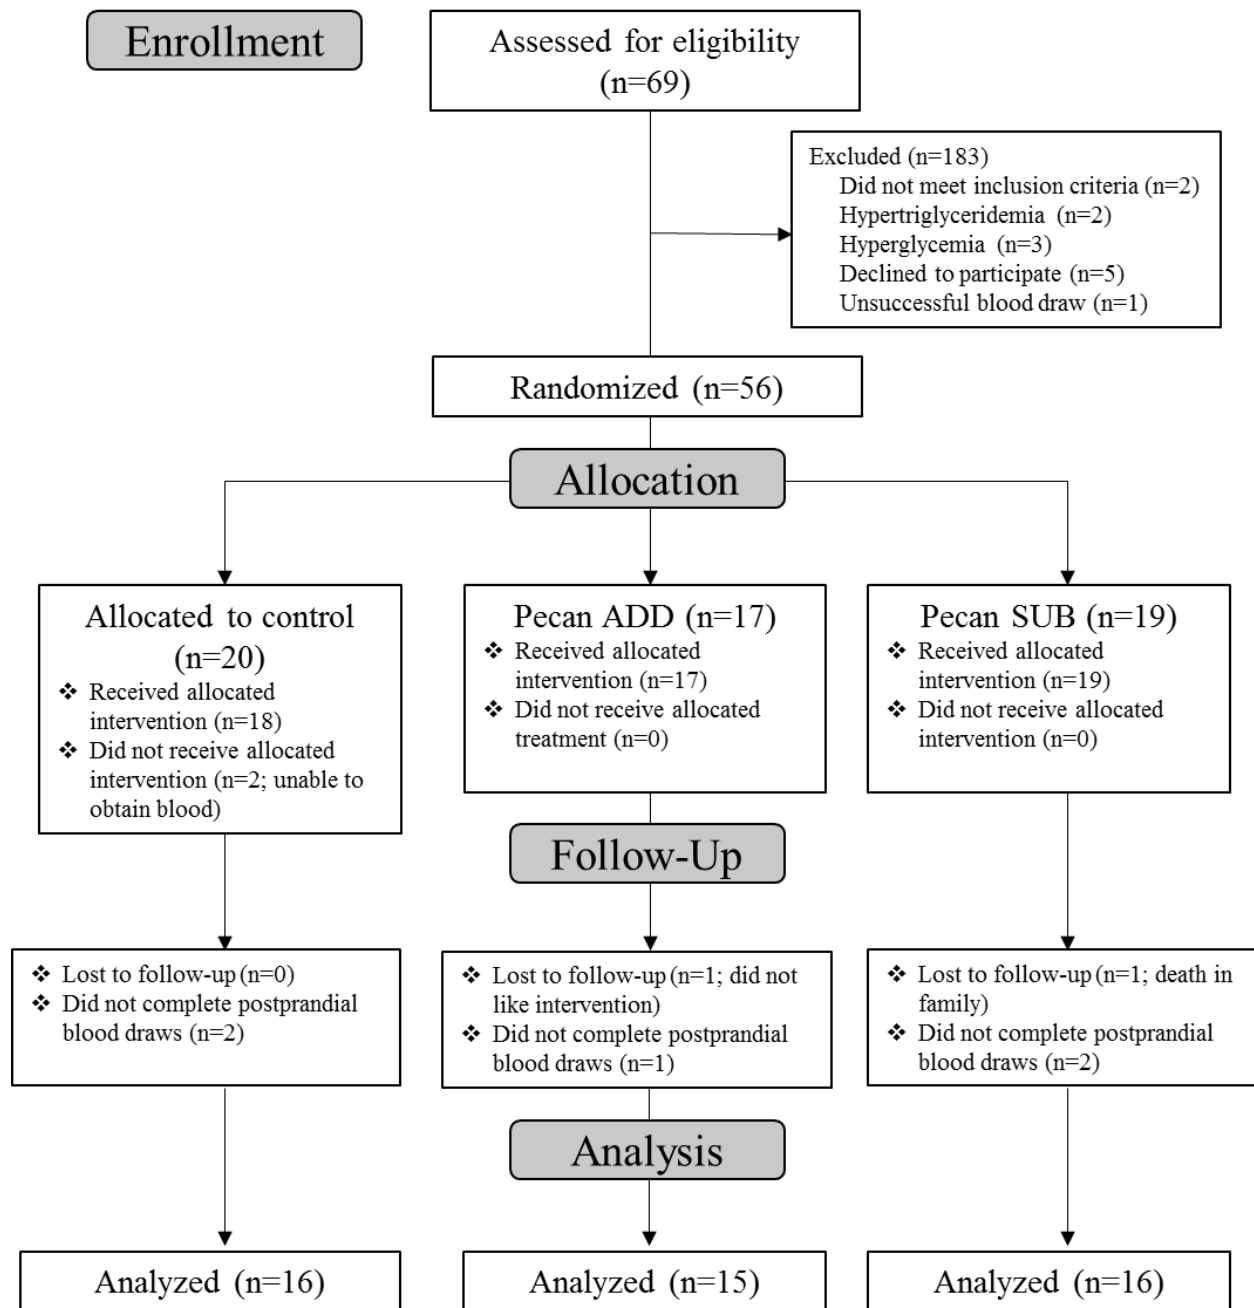 Enrollment
Assessed for eligibility
(n=69)
Excluded (n=183)
Did not meet inclusion criteria (n=2)
Hypertriglyceridemia (n=2)
Hyperglycemia (n=3)
Declined to participate (n=5)
Unsuccessful blood draw (n=1)
Randomized (n=56)
Allocation
Allocated to control
(n=20)
❖ Received allocated
intervention (n=18)
❖ Did not receive allocated
intervention (n=2; unable to
obtain blood)
Pecan ADD (n=17)
❖ Received allocated
intervention (n=17)
❖ Did not receive allocated
treatment (n=0)
Pecan SUB (n=19)
❖ Received allocated
intervention (n=19)
❖ Did not receive allocated
intervention (n=0)
Follow-Up
❖ Lost to follow-up (n=0)
❖ Did not complete postprandial
blood draws (n=2)
❖ Lost to follow-up (n=1; did not
like intervention)
❖ Did not complete postprandial
blood draws (n=1)
❖ Lost to follow-up (n=1; death in
family)
❖ Did not complete postprandial
blood draws (n=2)
Analysis
Analyzed (n=16)
Analyzed (n=15)
Analyzed (n=16)